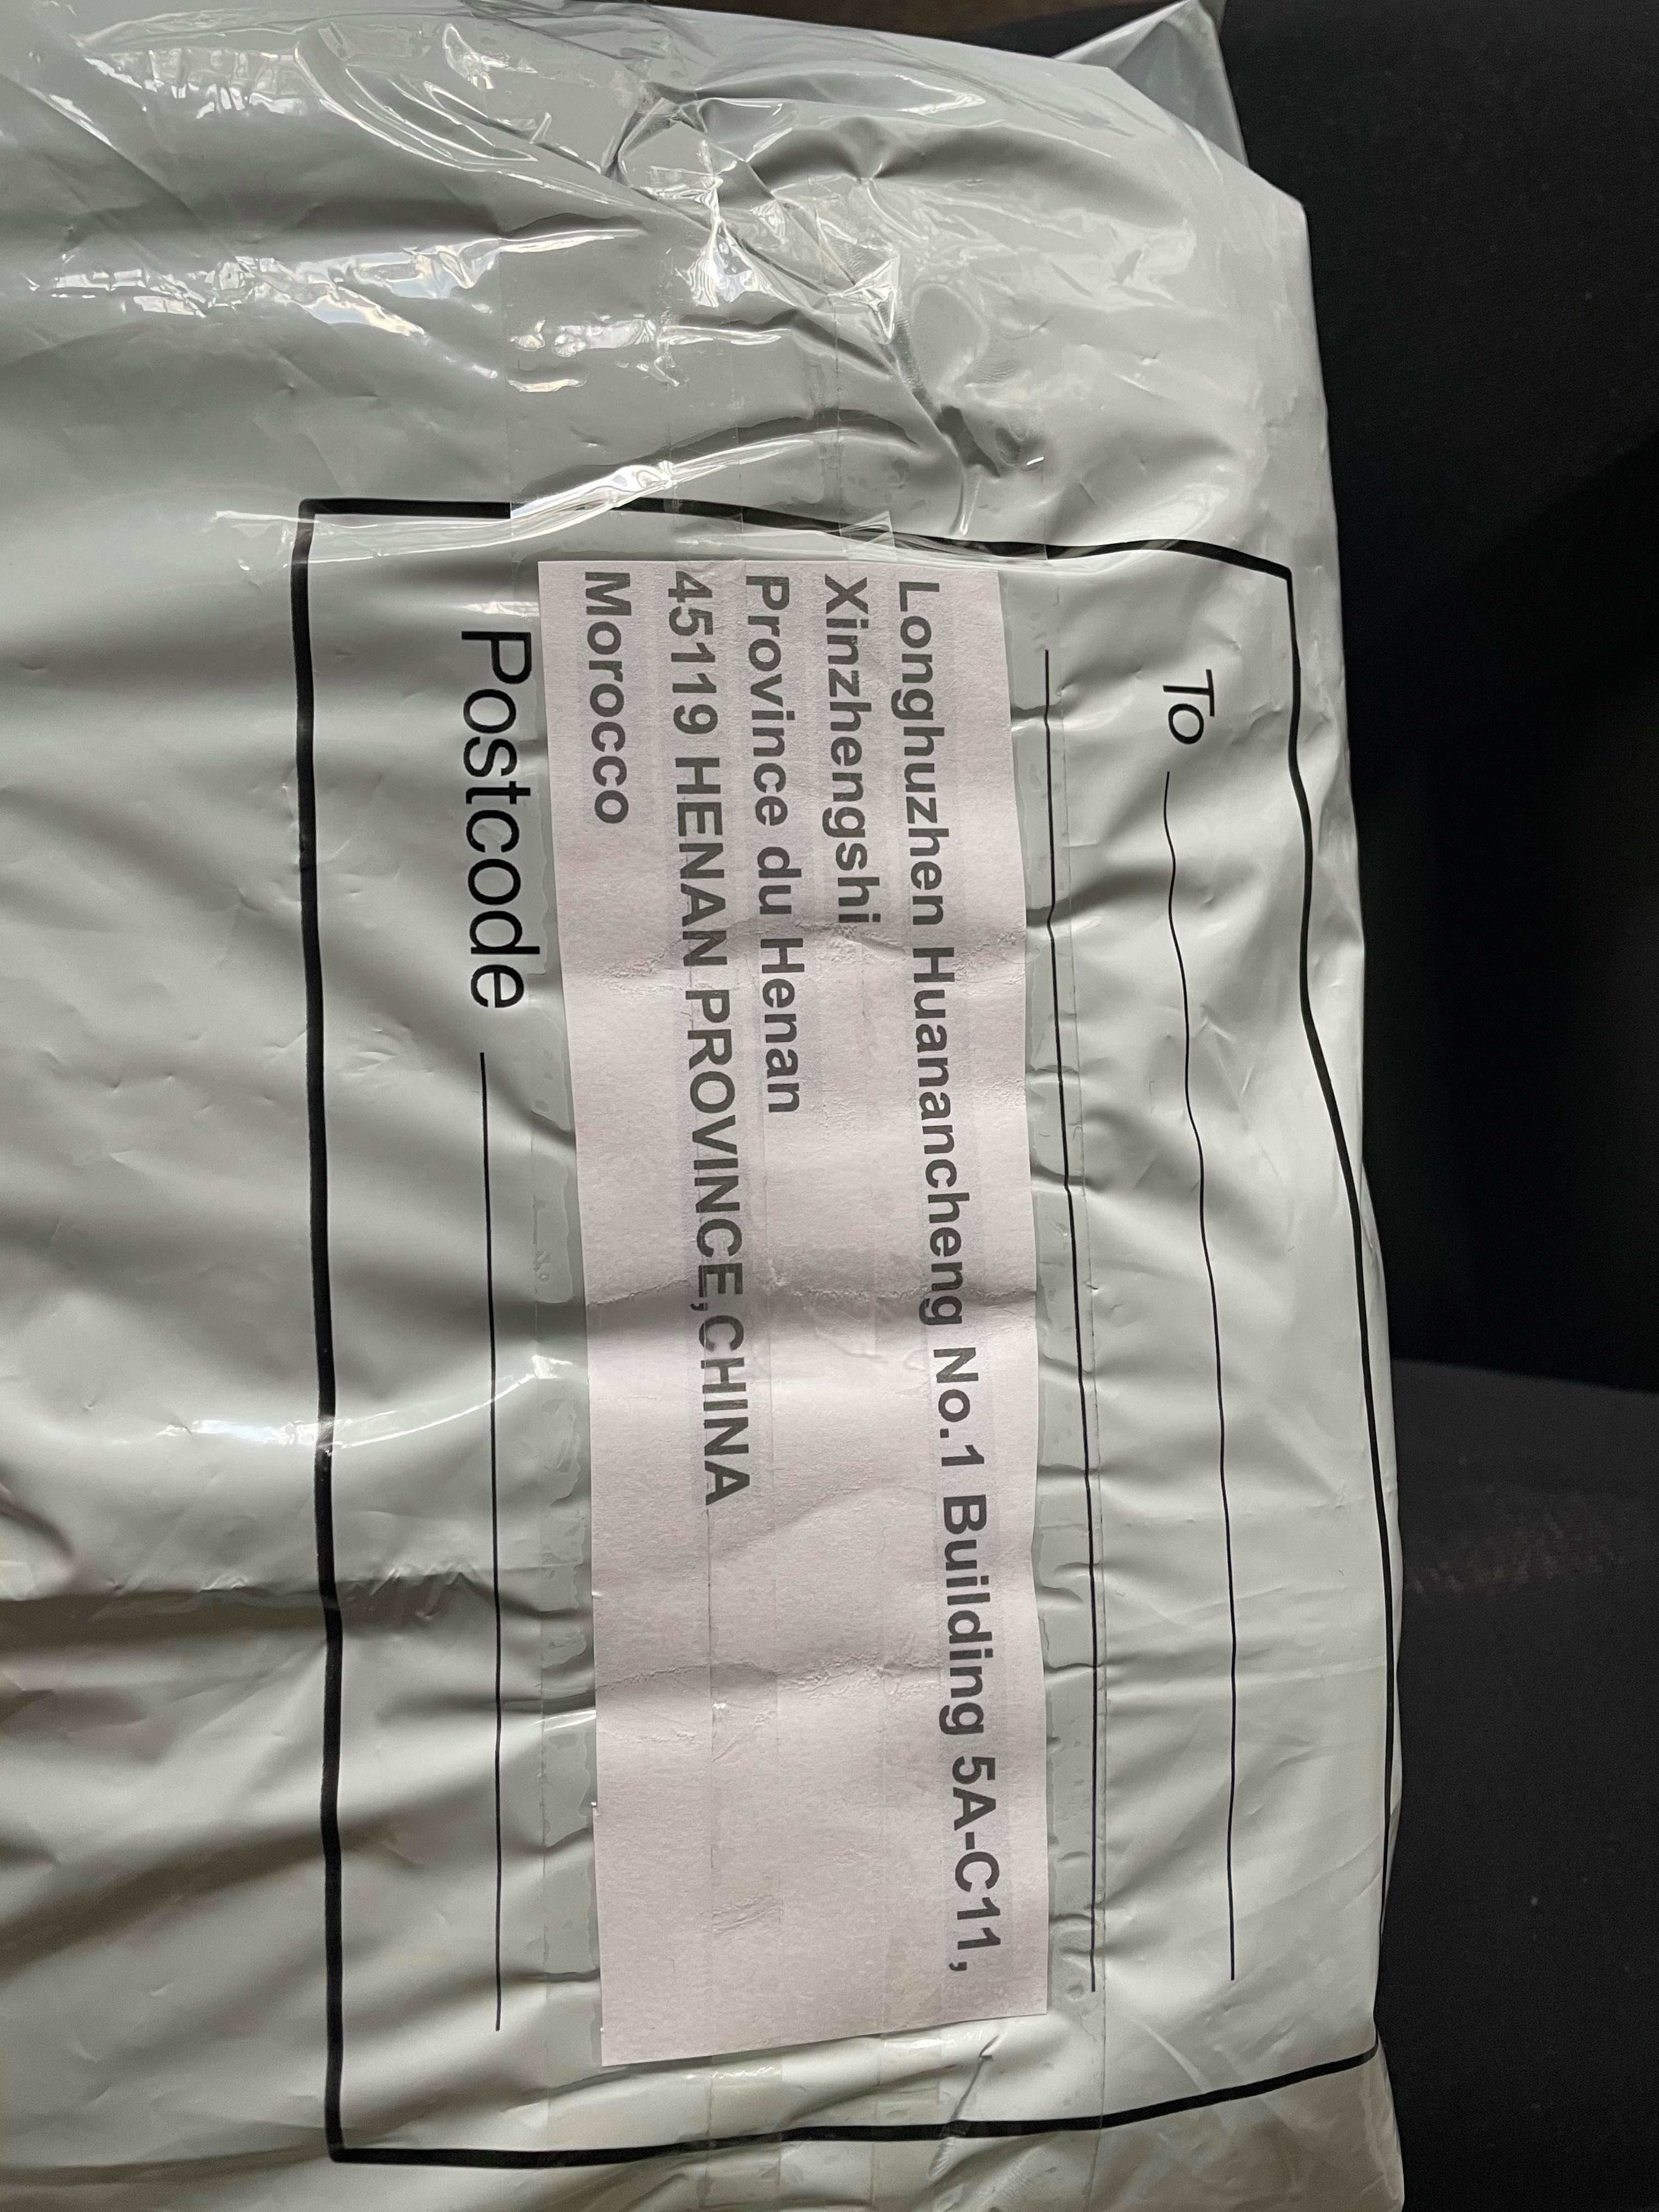 To
Longhuzhen Huanancheng No.1 Building 5A-C11,
Xinzhengshi
Province du Henan
45119 HENAN PROVINCE,CHINA
Morocco
Postcode